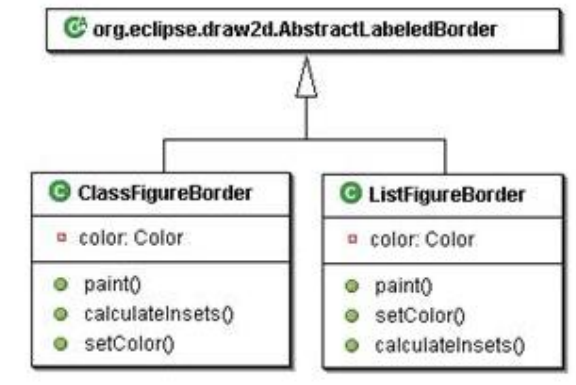 org.eclipse.draw2d.AbstractLabeledBorder
ClassFigureBorder
color: Color
paint()
calculateInsets()
setColor()
ListFigureBorder
color: Color
paint()
setColor()
calculateInsets()